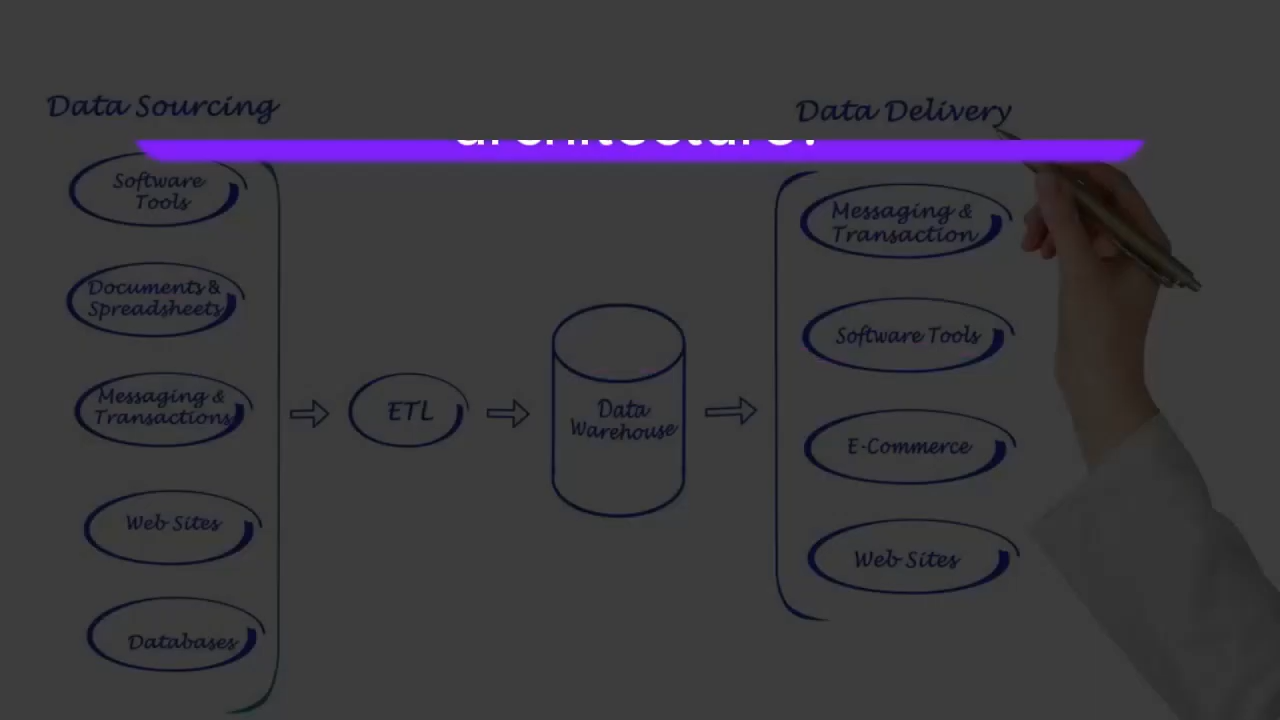 Data Sourcing
Data Delivery
architecture?
Software
Tools
Documents &
Spreadsheets
Messaging &
Transactions
Web Sites
Databases
ETL
Data
Warehouse
Messaging &
Transaction
Software Tools
E-Commerce
Web Sites